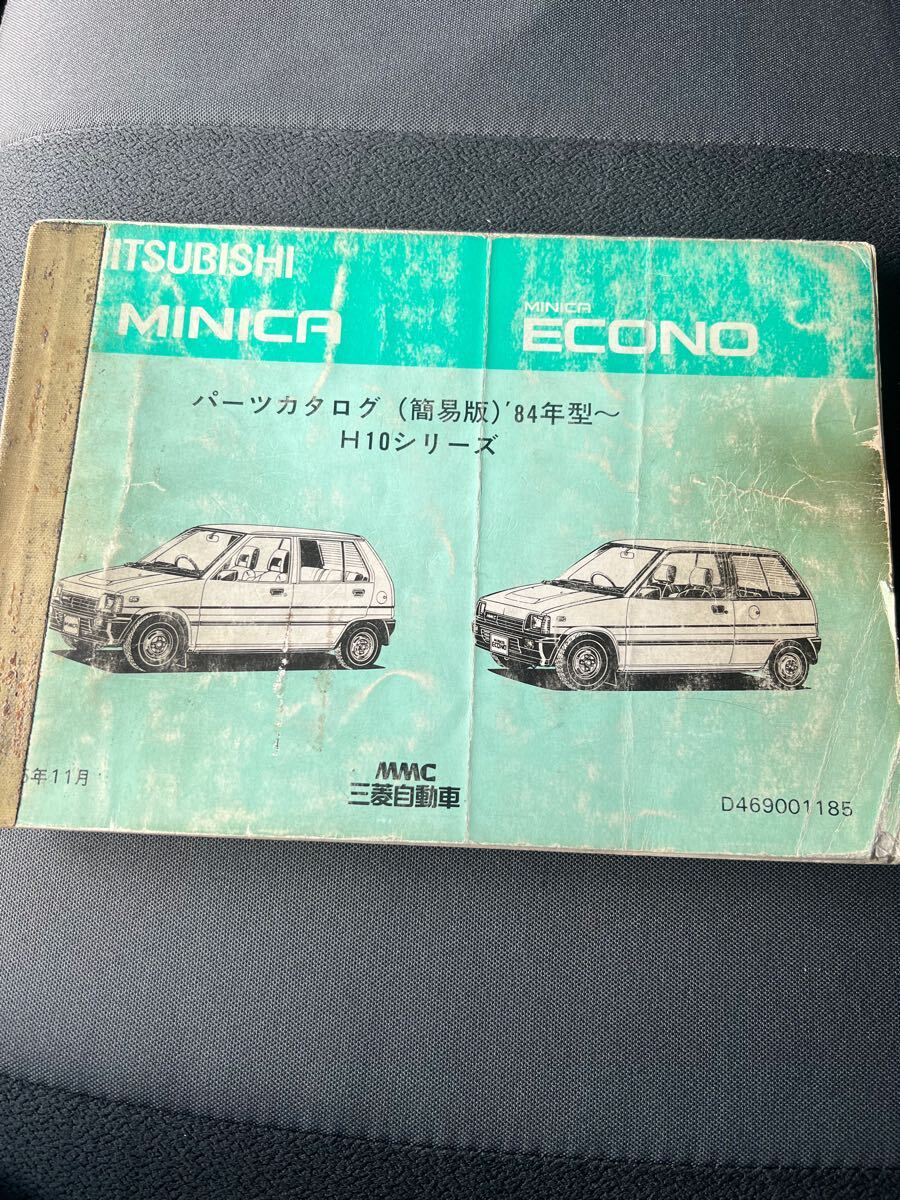 ITSUBISHI
MINICA
MINICA
ECONO
パーツカタログ (簡易版)'84年型～
H10シリーズ
ECONO
年11月
MMC
三菱自動車
D469001185